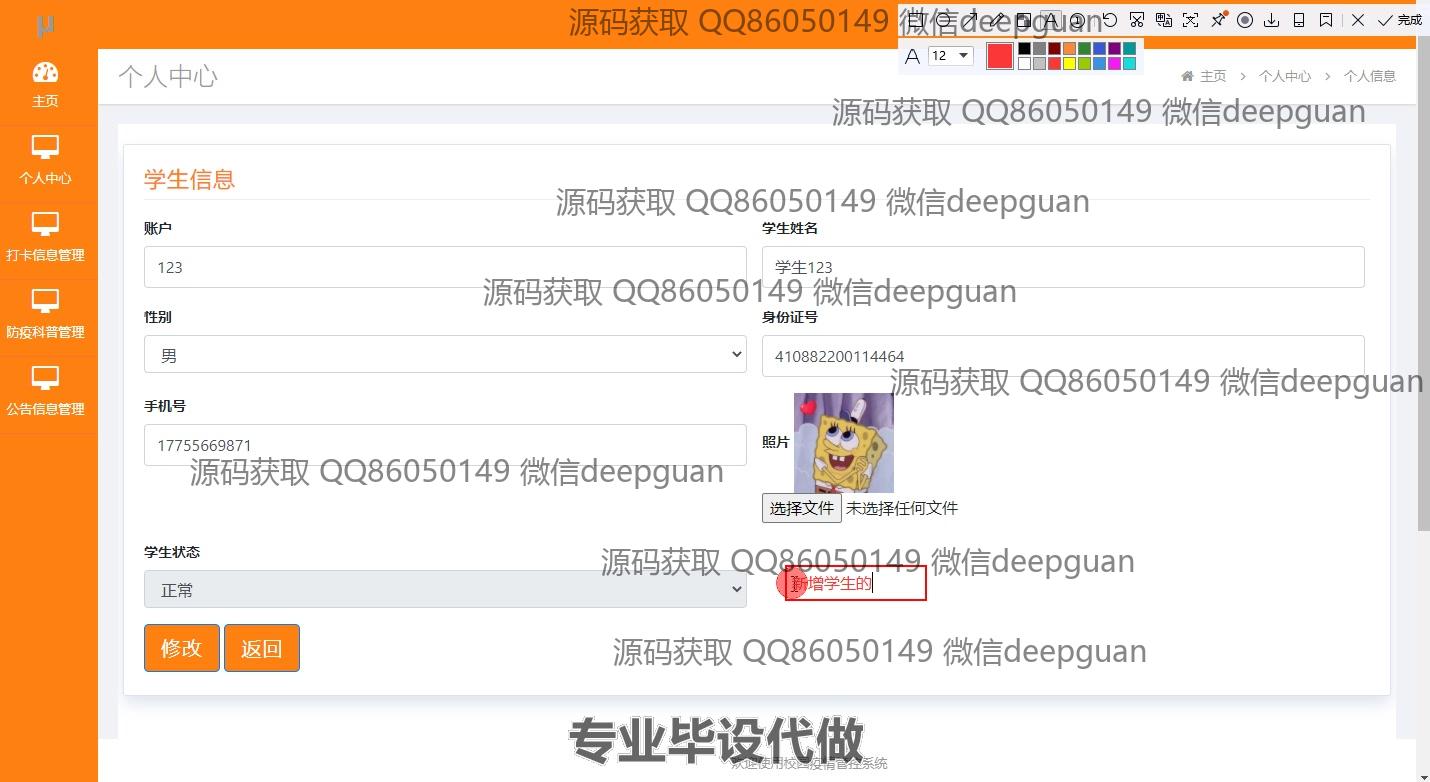 μ
源码获取 QQ86050149 微信deepguan
完成
A 12
主页
个人中心
主页 > 个人中心 > 个人信息
源码获取 QQ86050149 微信deepguan
个人中心
学生信息
源码获取 QQ86050149 微信deepguan
账户
学生姓名
打卡信息管理
123
学生123
源码获取 QQ86050149 微信deepguan
性别
身份证号
防疫科普管理
男
410882200114464
源码获取 QQ86050149 微信deepguan
公告信息管理
手机号
17755669871
照片
源码获取 QQ86050149 微信deepguan
选择文件 未选择任何文件
学生状态
源码获取 QQ86050149 微信deepguan
正常
新增学生的
修改 返回
源码获取 QQ86050149 微信deepguan
专业毕设代做
欢迎使用校园疫情管控系统